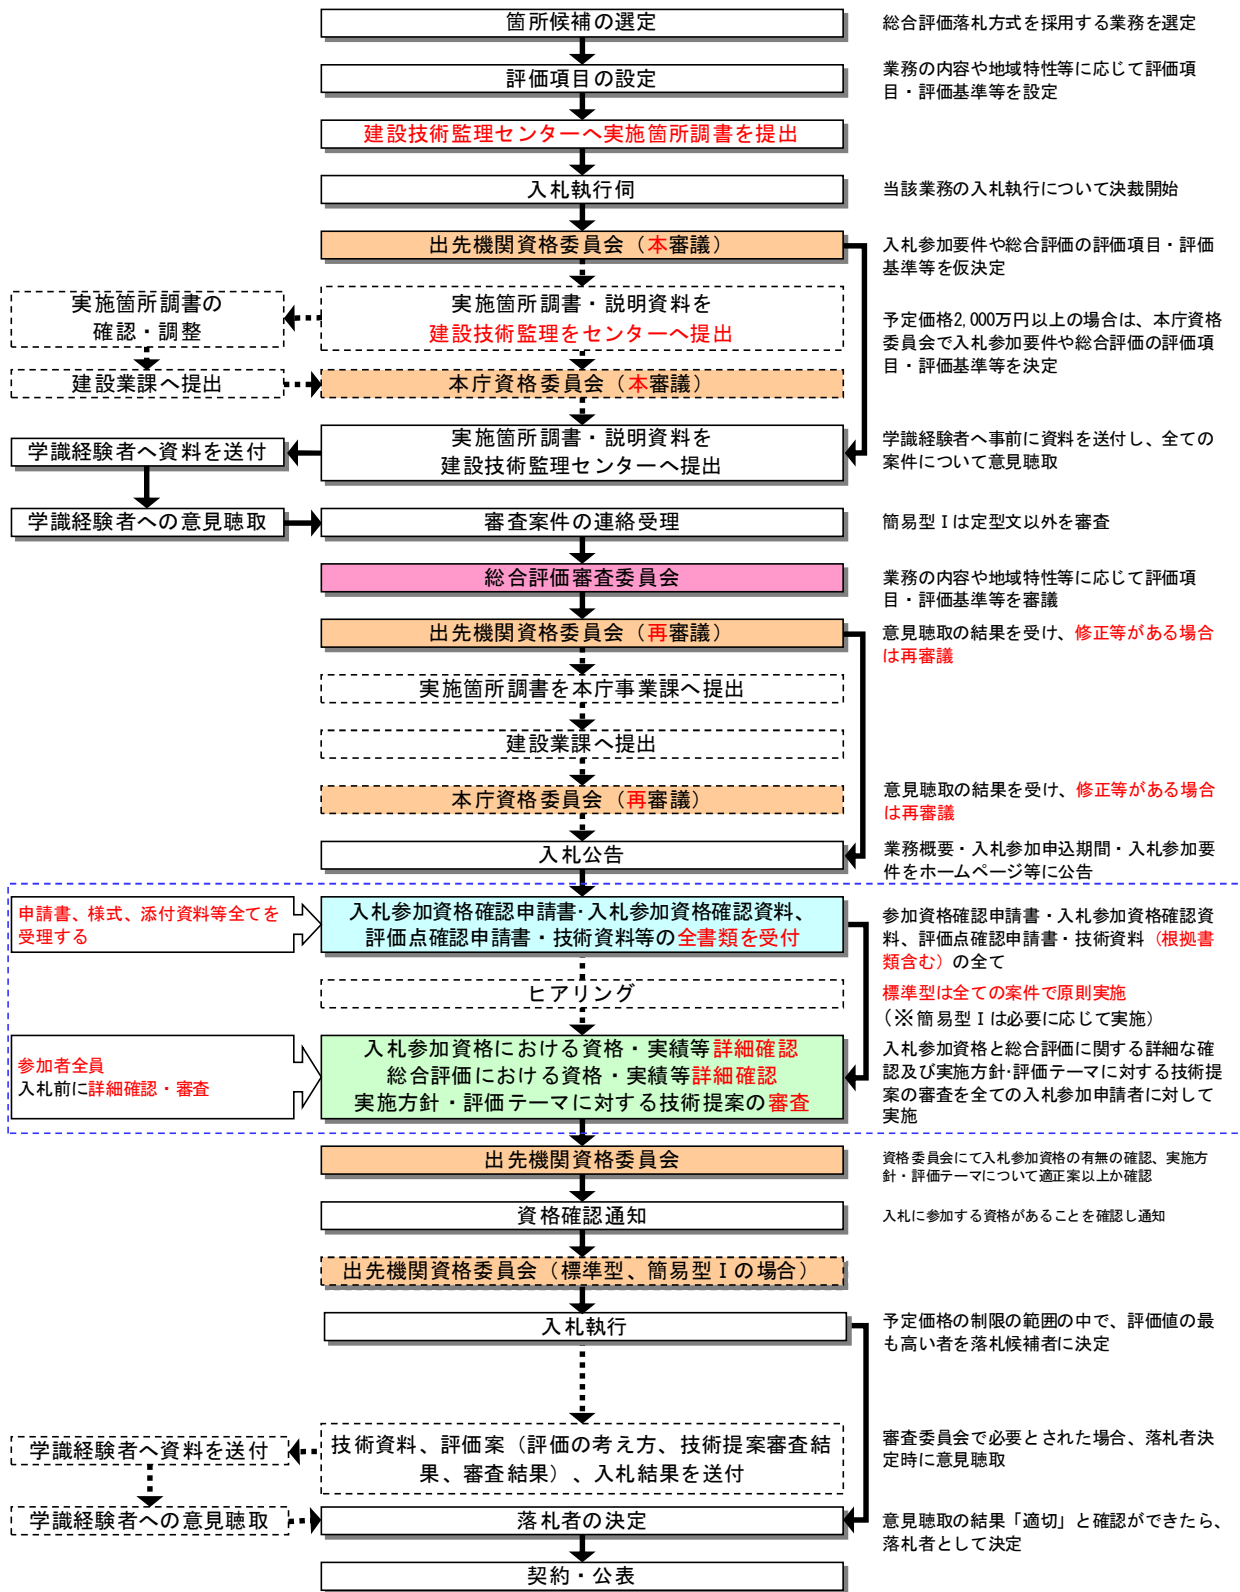 箇所候補の選定
総合評価落札方式を採用する業務を選定
評価項目の設定
業務の内容や地域特性等に応じて評価項
目・評価基準等を設定
建設技術監理センターへ実施箇所調書を提出
入札執行伺
当該業務の入札執行について決裁開始
出先機関資格委員会（本審議）
入札参加要件や総合評価の評価項目・評価
基準等を仮決定
実施箇所調書の
確認・調整
実施箇所調書・説明資料を
建設技術監理をセンターへ提出
予定価格2,000万円以上の場合は、本庁資格
委員会で入札参加要件や総合評価の評価項
目・評価基準等を決定
建設業課へ提出
本庁資格委員会（本審議）
学識経験者へ資料を送付
実施箇所調書・説明資料を
建設技術監理センターへ提出
学識経験者へ事前に資料を送付し、全ての
案件について意見聴取
学識経験者への意見聴取
審査案件の連絡受理
簡易型Ⅰは定型文以外を審査
総合評価審査委員会
業務の内容や地域特性等に応じて評価項
目・評価基準等を審議
出先機関資格委員会（再審議）
意見聴取の結果を受け、修正等がある場合
は再審議
実施箇所調書を本庁事業課へ提出
建設業課へ提出
本庁資格委員会（再審議）
意見聴取の結果を受け、修正等がある場合
は再審議
入札公告
業務概要・入札参加申込期間・入札参加要
件をホームページ等に公告
申請書、様式、添付資料等全てを
受理する
入札参加資格確認申請書・入札参加資格確認資料、
評価点確認申請書・技術資料等の全書類を受付
参加資格確認申請書・入札参加資格確認資
料、評価点確認申請書・技術資料（根拠書
類含む）の全て
ヒアリング
標準型は全ての案件で原則実施
（※簡易型Ⅰは必要に応じて実施）
参加者全員
入札前に詳細確認・審査
入札参加資格における資格・実績等詳細確認
総合評価における資格・実績等詳細確認
実施方針・評価テーマに対する技術提案の審査
入札参加資格と総合評価に関する詳細な確
認及び実施方針・評価テーマに対する技術提
案の審査を全ての入札参加申請者に対して
実施
出先機関資格委員会
資格委員会にて入札参加資格の有無の確認、実施方
針・評価テーマについて適正案以上か確認
資格確認通知
入札に参加する資格があることを確認し通知
出先機関資格委員会（標準型、簡易型Ⅰの場合）
入札執行
予定価格の制限の範囲の中で、評価値の最
も高い者を落札候補者に決定
学識経験者へ資料を送付
技術資料、評価案（評価の考え方、技術提案審査結
果、審査結果）、入札結果を送付
審査委員会で必要とされた場合、落札者決
定時に意見聴取
学識経験者への意見聴取
落札者の決定
意見聴取の結果「適切」と確認ができたら、
落札者として決定
契約・公表